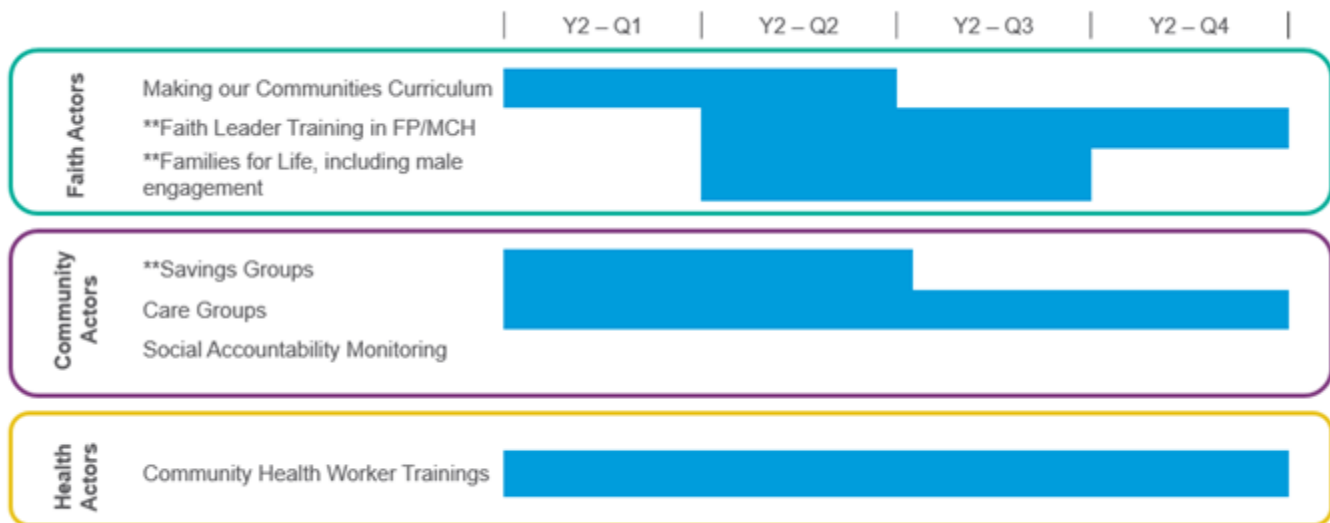 Y2 – Q1
Y2 – Q2
Y2 – Q3
Y2 – Q4
Faith Actors
Making our Communities Curriculum
**Faith Leader Training in FP/MCH
**Families for Life, including male
engagement
Community
Actors
**Savings Groups
Care Groups
Social Accountability Monitoring
Health
Actors
Community Health Worker Trainings